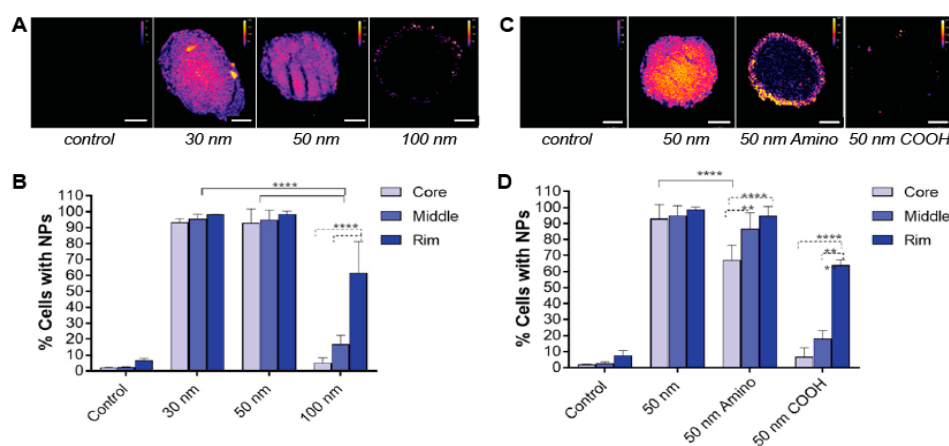 A
control
30 nm
50 nm
100 nm
C
control
50 nm
50 nm Amino
50 nm COOH
B
% Cells with NPs
110
100
90
80
70
60
50
40
30
20
10
0
****
****
Core
Middle
Rim
Control
30 nm
50 nm
100 nm
D
% Cells with NPs
110
100
90
80
70
60
50
40
30
20
10
0
****
****
**
****
**
Core
Middle
Rim
Control
50 nm
50 nm Amino
50 nm COOH